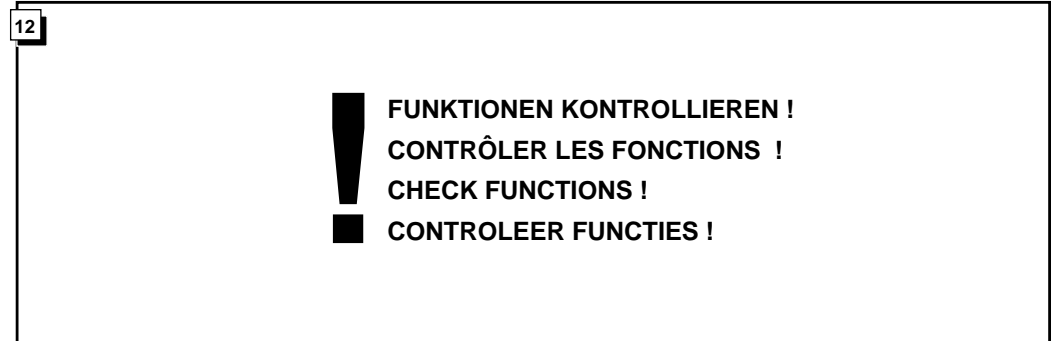 12
! FUNKTIONEN KONTROLLIEREN !
CONTRÔLER LES FONCTIONS !
CHECK FUNCTIONS !
CONTROLEER FUNCTIES !